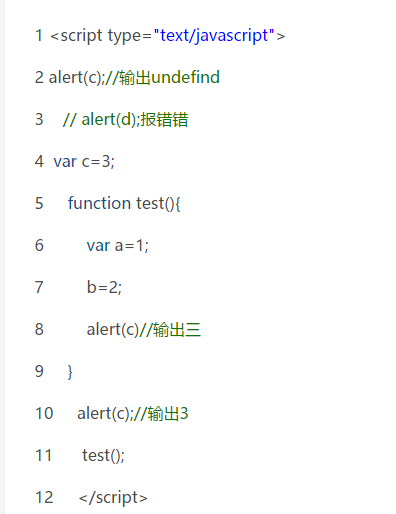 1 <script type="text/javascript">
2 alert(c);//输出undefind
3 // alert(d);报错错
4 var c=3;
5 function test(){
6 var a=1;
7 b=2;
8 alert(c)//输出三
9 }
10 alert(c);//输出3
11 test();
12 </script>